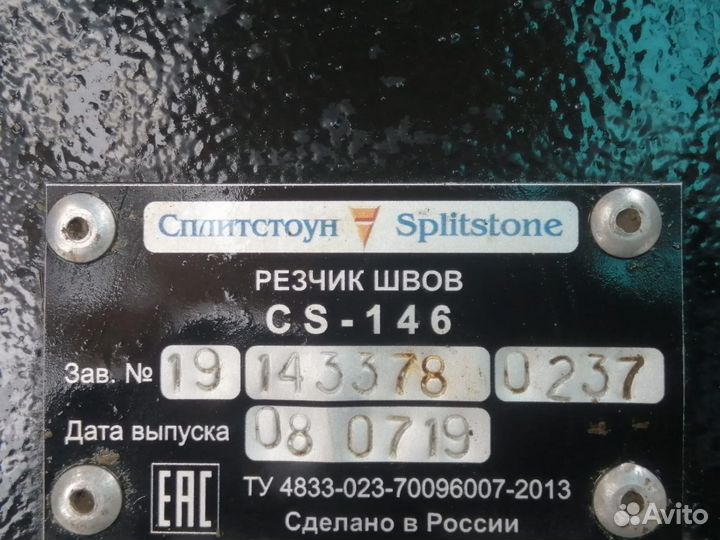 Сплитстоун Splitstone
РЕЗЧИК ШВОВ
CS-146
Зав. № 19 143378 0237
Дата выпуска 08 0719
EAC ТУ 4833-023-70096007-2013
Сделано в России
Avito